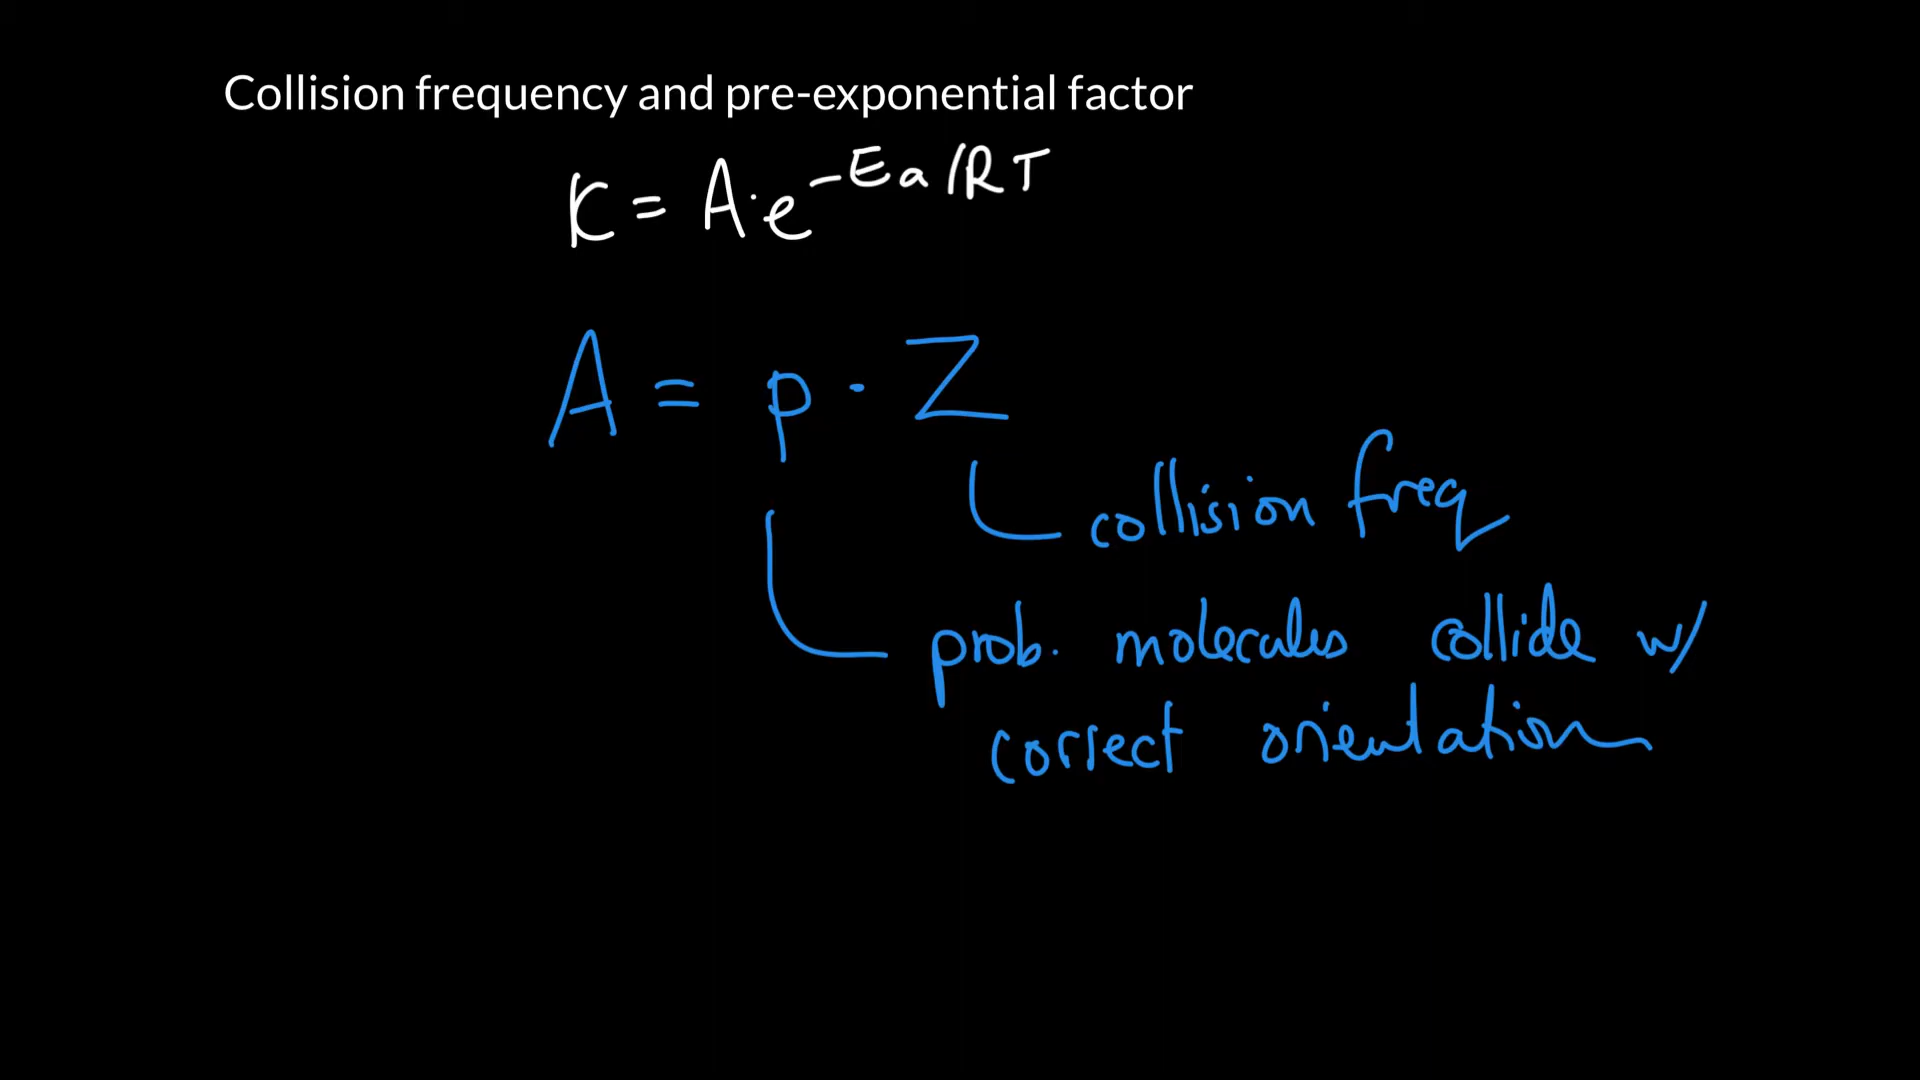 Collision frequency and pre-exponential factor
K = A·e^-Ea/RT
A = p · Z
collision freq
prob. molecules collide w/
correct orientation